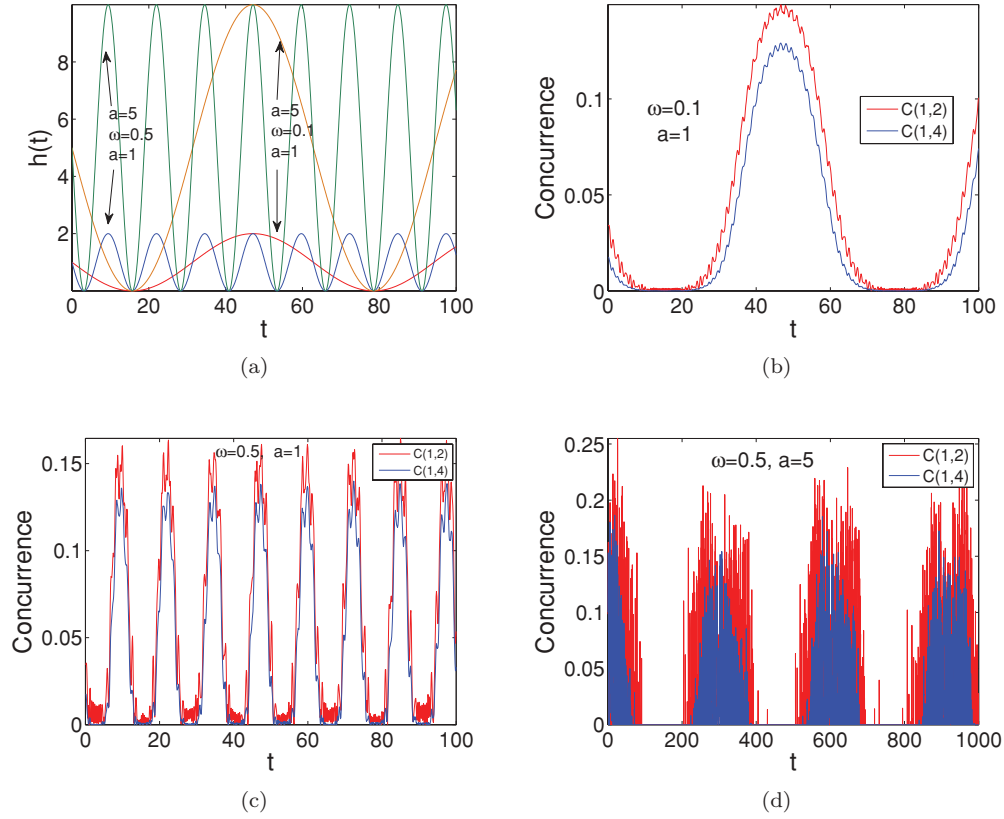 h(t)
8
6
4
2
0
20
40
60
80
100
t
a=5
ω=0.5
a=1
a=5
ω=0.1
a=1
(a)
Concurrence
0.1
0.05
0
0
20
40
60
80
100
t
ω=0.1
a=1
C(1,2)
C(1,4)
(b)
Concurrence
0.15
0.1
0.05
0
0
20
40
60
80
100
t
ω=0.5, a=1
C(1,2)
C(1,4)
(c)
Concurrence
0.25
0.2
0.15
0.1
0.05
0
0
200
400
600
800
1000
t
ω=0.5, a=5
C(1,2)
C(1,4)
(d)